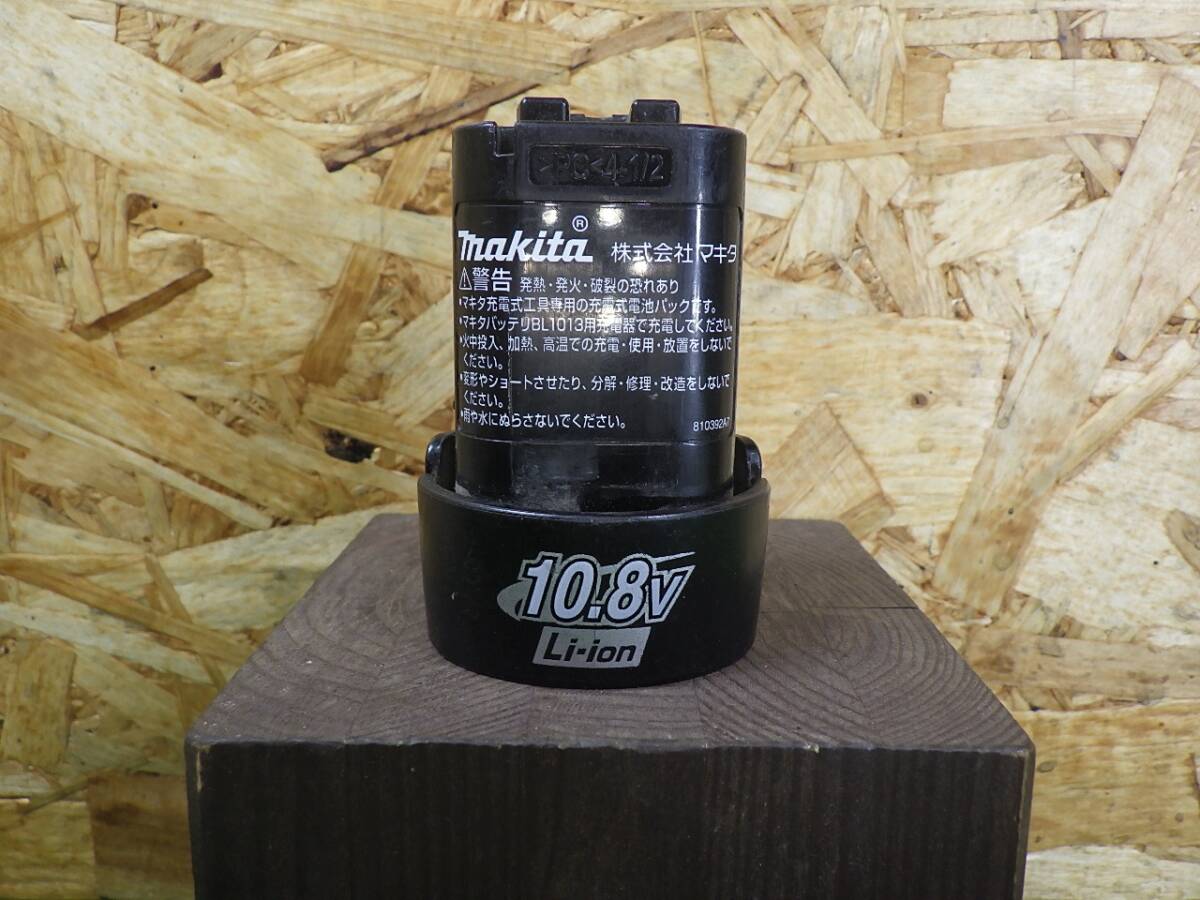 >PC<4-1/2
makita® 株式会社マキタ
⚠警告 発熱・発火・破裂の恐れあり
•マキタ充電式工具専用の充電式電池パックです。
•マキタバッテリBL1013用充電器で充電してください。
•火中投入、加熱、高温での充電・使用・放置をしないで
ください。
•変形やショートさせたり、分解・修理・改造をしないで
ください。
•雨や水にぬらさないでください。
810392A7
10.8V
Li-ion